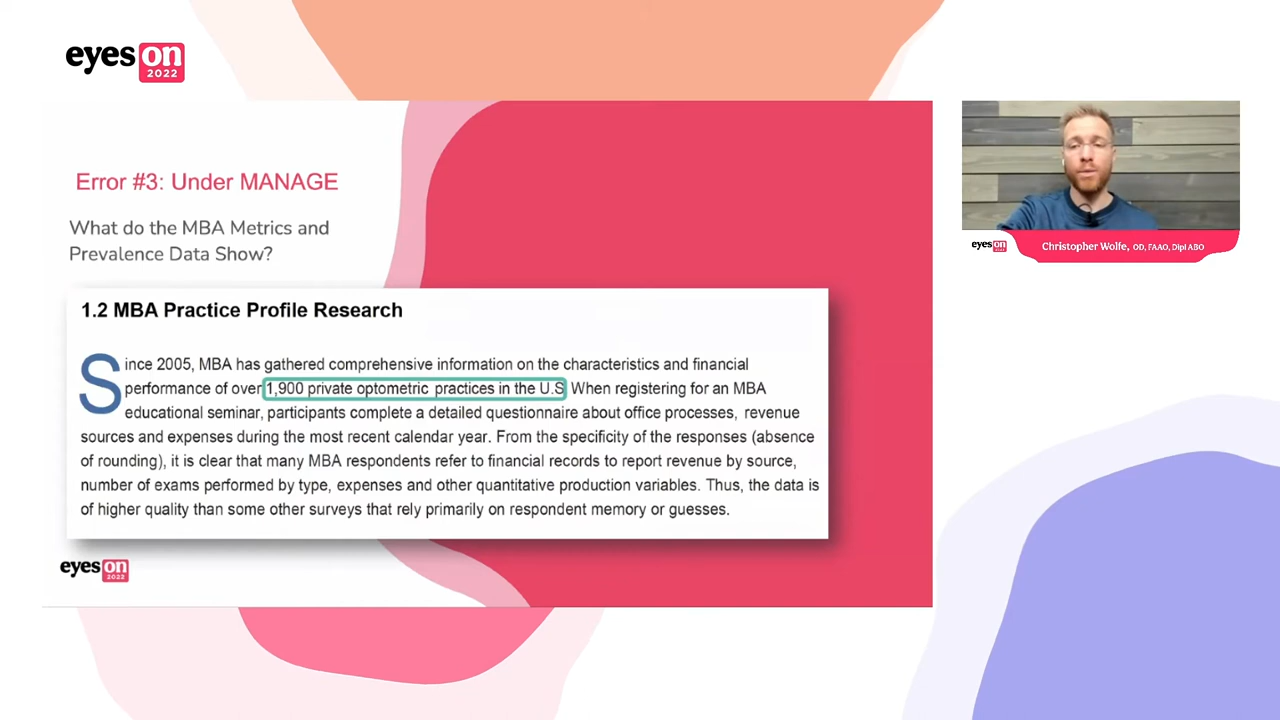 eyes on
2022
Error #3: Under MANAGE
What do the MBA Metrics and
Prevalence Data Show?
1.2 MBA Practice Profile Research
Since 2005, MBA has gathered comprehensive information on the characteristics and financial
performance of over 1,900 private optometric practices in the U.S. When registering for an MBA
educational seminar, participants complete a detailed questionnaire about office processes, revenue
sources and expenses during the most recent calendar year. From the specificity of the responses (absence
of rounding), it is clear that many MBA respondents refer to financial records to report revenue by source,
number of exams performed by type, expenses and other quantitative production variables. Thus, the data is
of higher quality than some other surveys that rely primarily on respondent memory or guesses.
eyes on
2022
eyes on
Christopher Wolfe, OD, FAAO, Dipl ABO